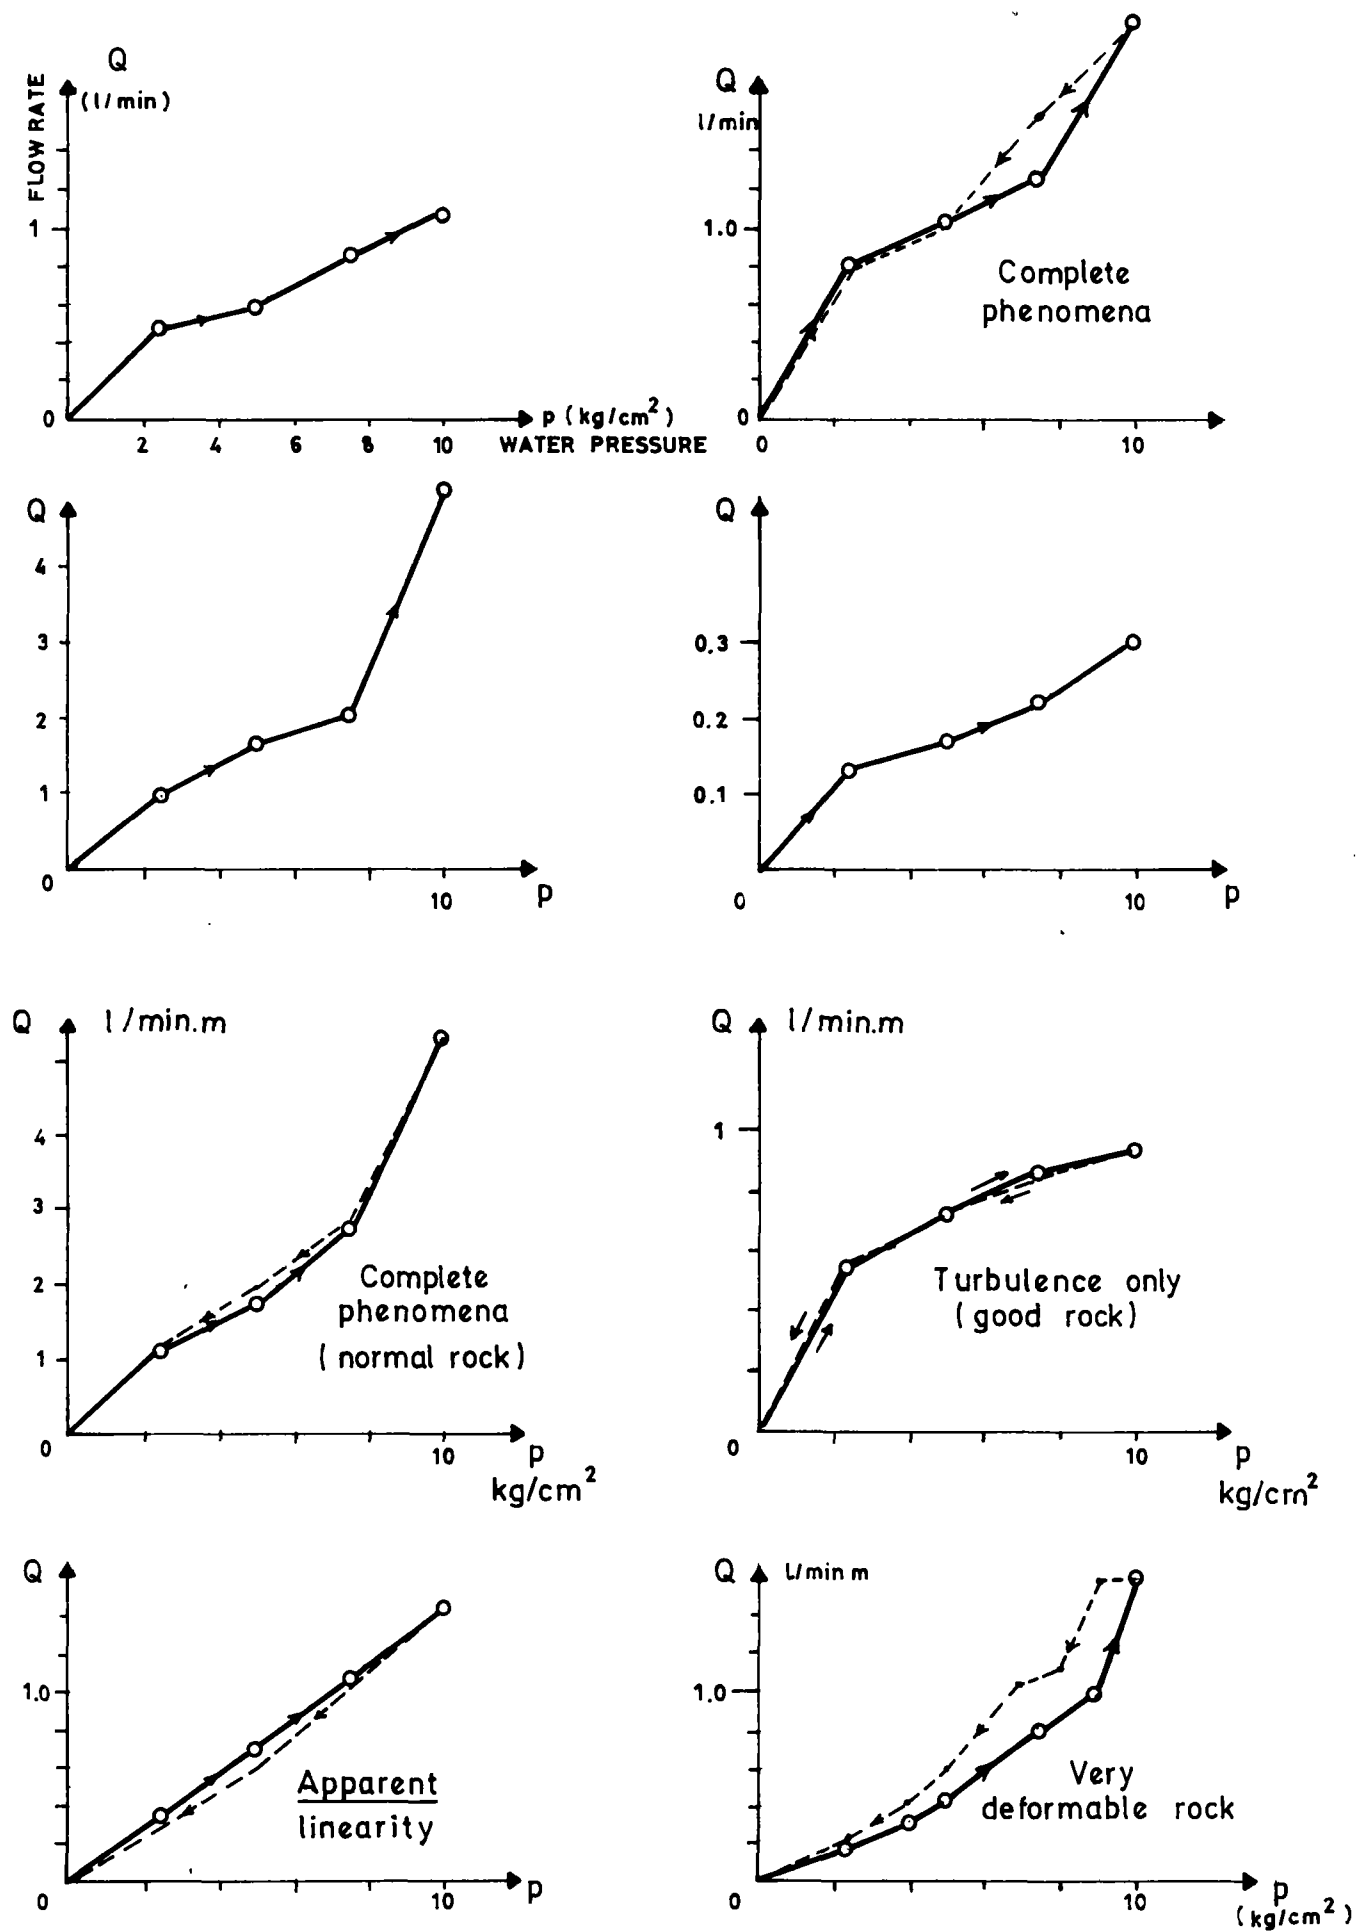 Q
(l/min)
FLOW RATE
1
0
2 4 6 8 10
p (kg/cm²)
WATER PRESSURE
Q
l/min
1.0
0
0 10
Complete
phenomena
Q
4
3
2
1
0
10
p
Q
0.3
0.2
0.1
0
10
p
Q l/min.m
4
3
2
1
0
10
p
kg/cm²
Complete
phenomena
(normal rock)
Q l/min.m
1
0
10
p
kg/cm²
Turbulence only
(good rock)
Q
1.0
0
10
p
Apparent
linearity
Q l/min m
1.0
0
10
p
(kg/cm²)
Very
deformable rock